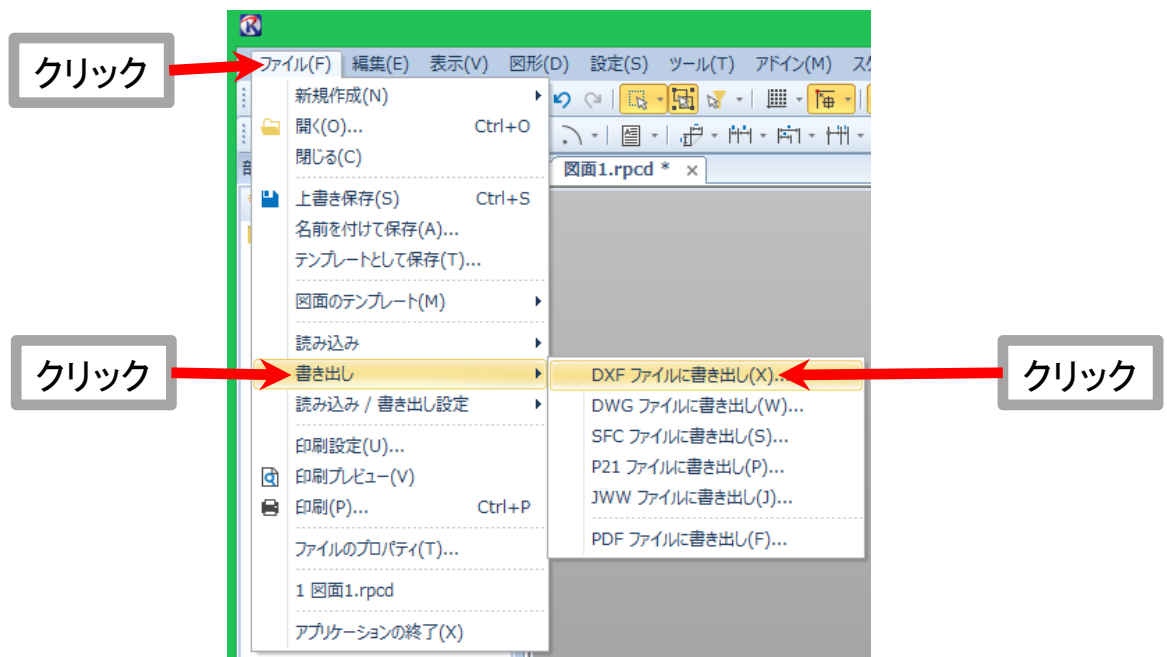 クリック
ファイル(F) 編集(E) 表示(V) 図形(D) 設定(S) ツール(T) アドイン(M)
新規作成(N)
開く(O)... Ctrl+O
閉じる(C)
図面1.rpcd * ×
上書き保存(S) Ctrl+S
名前を付けて保存(A)...
テンプレートとして保存(T)...
図面のテンプレート(M)
読み込み
クリック
書き出し
DXF ファイルに書き出し(X)...
クリック
読み込み / 書き出し設定
DWG ファイルに書き出し(W)...
SFC ファイルに書き出し(S)...
印刷設定(U)...
P21 ファイルに書き出し(P)...
印刷プレビュー(V)
JWW ファイルに書き出し(J)...
印刷(P)... Ctrl+P
PDF ファイルに書き出し(F)...
ファイルのプロパティ(T)...
1 図面1.rpcd
アプリケーションの終了(X)